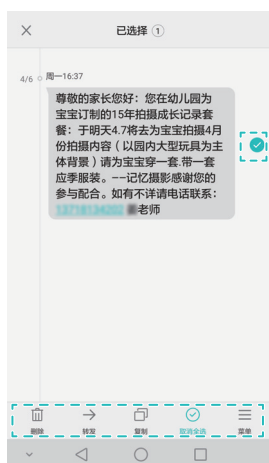 已选择 1
4/6 周一16:37
尊敬的家长您好：您在幼儿园为
宝宝订制的15年拍摄成长记录套
餐：于明天4.7将去为宝宝拍摄4月
份拍摄内容（以园内大型玩具为主
体背景）请为宝宝穿一套.带一套
应季服装。--记忆摄影感谢您的
参与配合。如有不详请电话联系：
老师
删除 转发 复制 取消全选 菜单